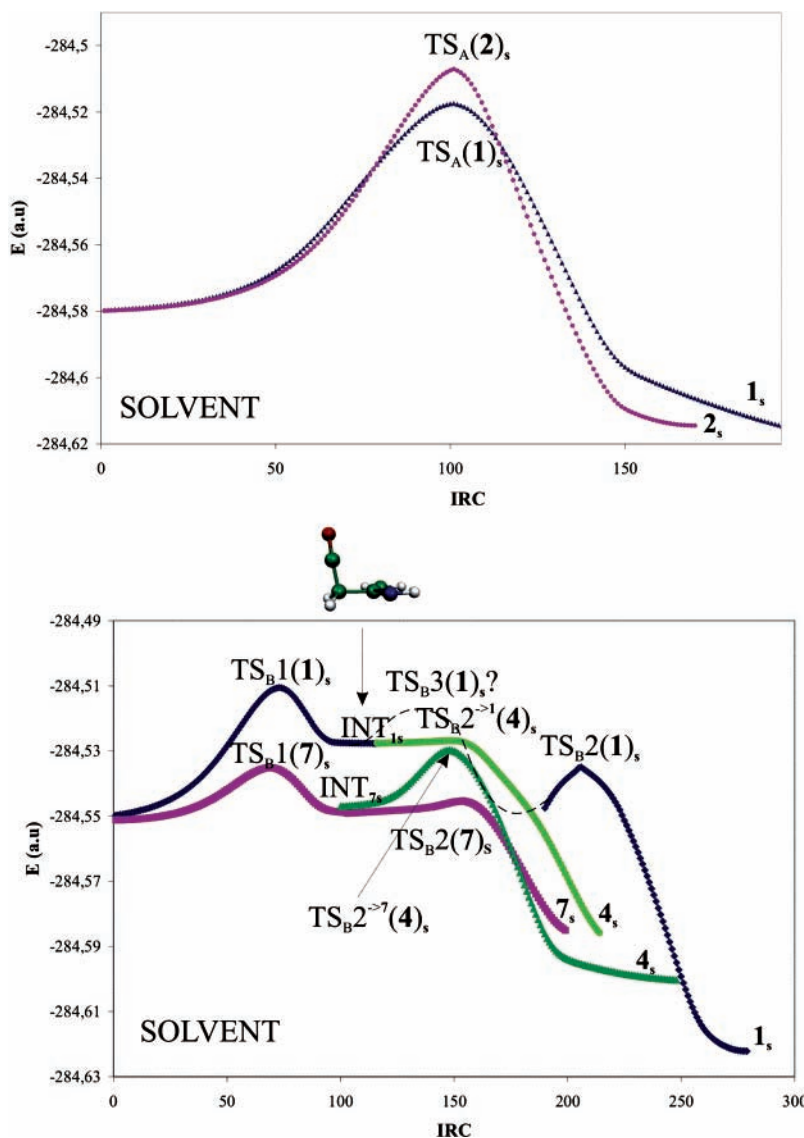 -284,5
TS_A(2)_s
-284,52
TS_A(1)_s
-284,54
E (a.u)
-284,56
-284,58
-284,6
1_s
SOLVENT
2_s
-284,62
0 50 100 150
IRC
-284,49
TS_B1(1)_s
TS_B3(1)_s?
-284,51
TS_B2^->1(4)_s
INT_1s
TS_B2(1)_s
-284,53
TS_B1(7)_s
INT_7s
-284,55
E (a.u)
TS_B2(7)_s
-284,57
TS_B2^->7(4)_s
7_s
4_s
-284,59
4_s
-284,61
SOLVENT
1_s
-284,63
0 50 100 150 200 250 300
IRC